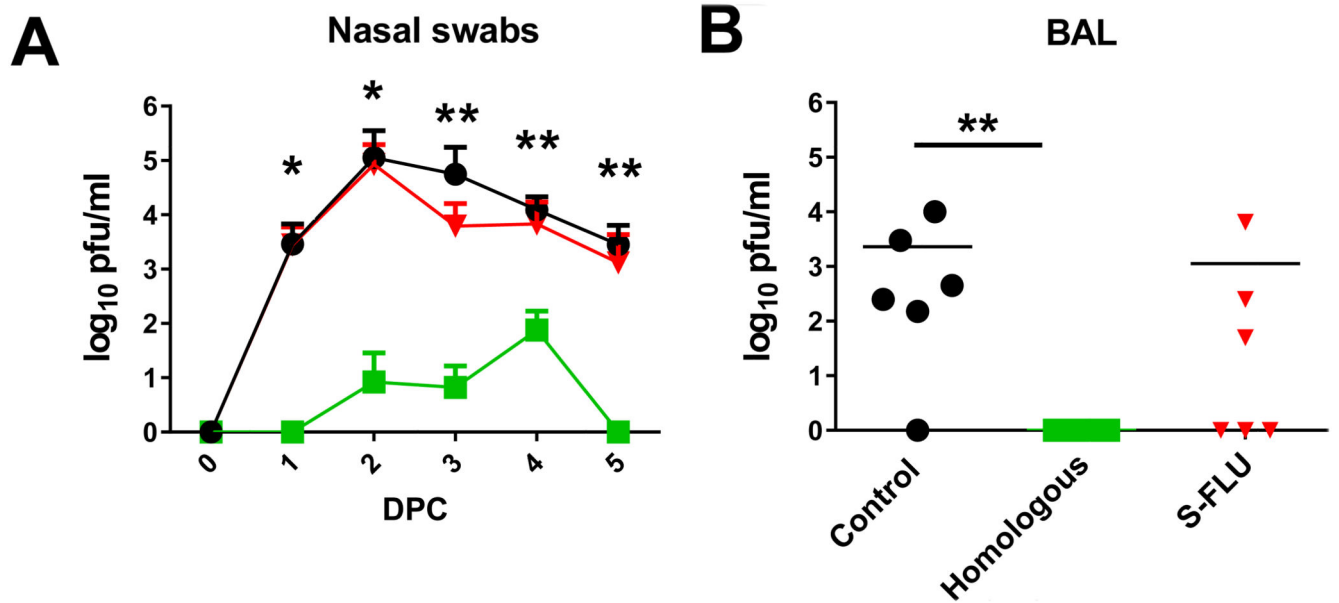 A
Nasal swabs
* * ** ** **
6
5
4
3
2
1
0
log10 pfu/ml
0 1 2 3 4 5
DPC
B
BAL
**
6
5
4
3
2
1
0
log10 pfu/ml
Control
Homologous
S-FLU